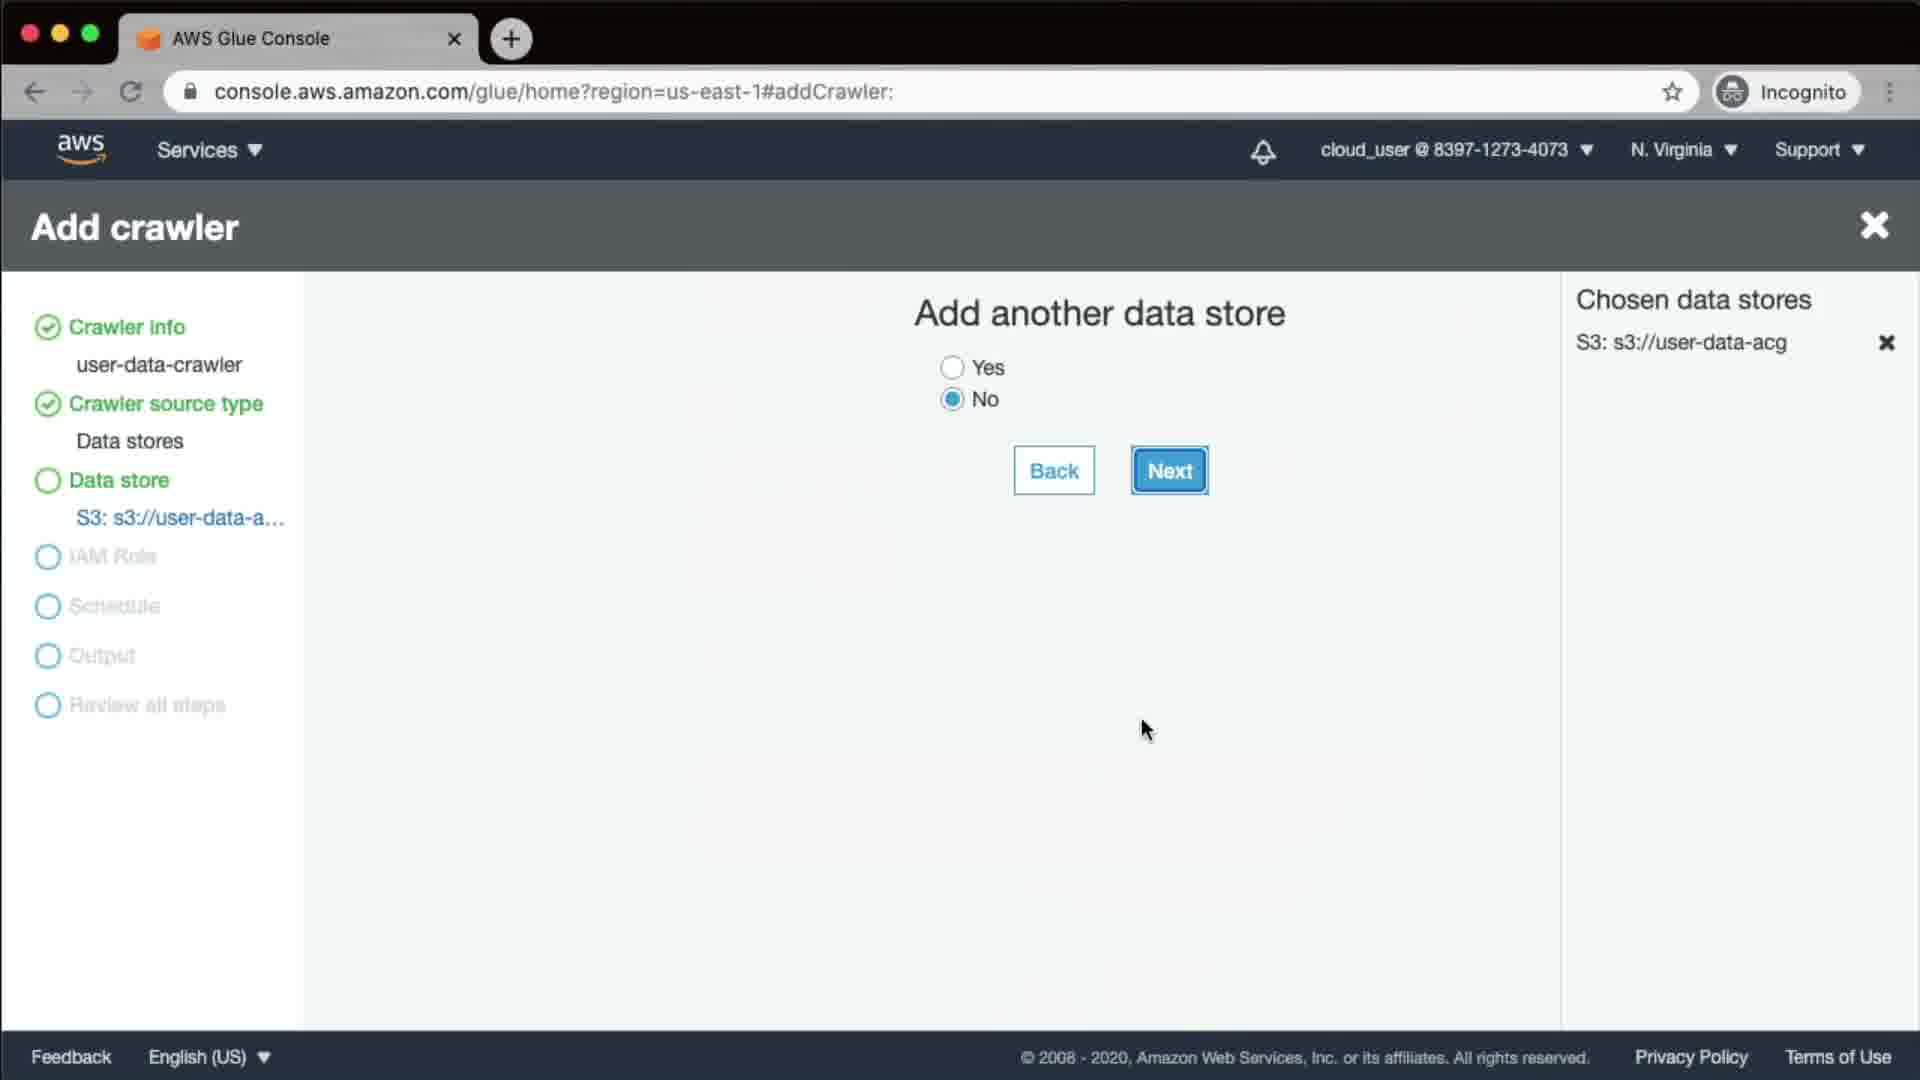 AWS Glue Console
console.aws.amazon.com/glue/home?region=us-east-1#addCrawler:
Incognito
aws
Services
cloud_user @ 8397-1273-4073
N. Virginia
Support
Add crawler
Crawler info
user-data-crawler
Crawler source type
Data stores
Data store
S3: s3://user-data-a...
IAM Role
Schedule
Output
Review all steps
Add another data store
Yes
No
Back
Next
Chosen data stores
S3: s3://user-data-acg
Feedback
English (US)
© 2008 - 2020, Amazon Web Services, Inc. or its affiliates. All rights reserved.
Privacy Policy
Terms of Use